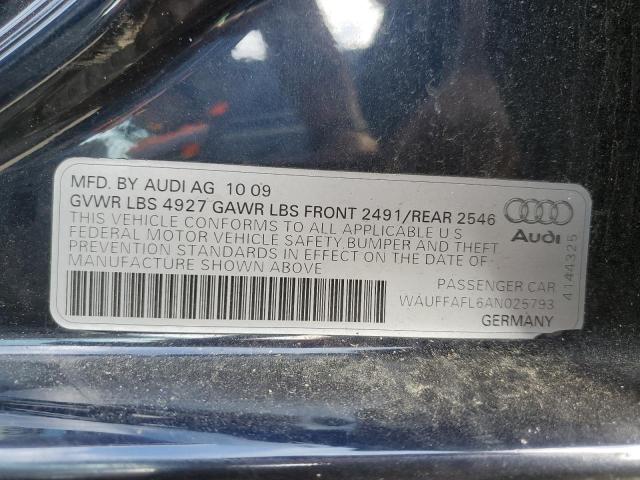 MFD. BY AUDI AG 10 09
GVWR LBS 4927 GAWR LBS FRONT 2491/REAR 2546
THIS VEHICLE CONFORMS TO ALL APPLICABLE U S
FEDERAL MOTOR VEHICLE SAFETY, BUMPER AND THEFT
PREVENTION STANDARDS IN EFFECT ON THE DATE OF
MANUFACTURE SHOWN ABOVE
Audi
4144325
PASSENGER CAR
WAUFFAFL6AN025793
GERMANY